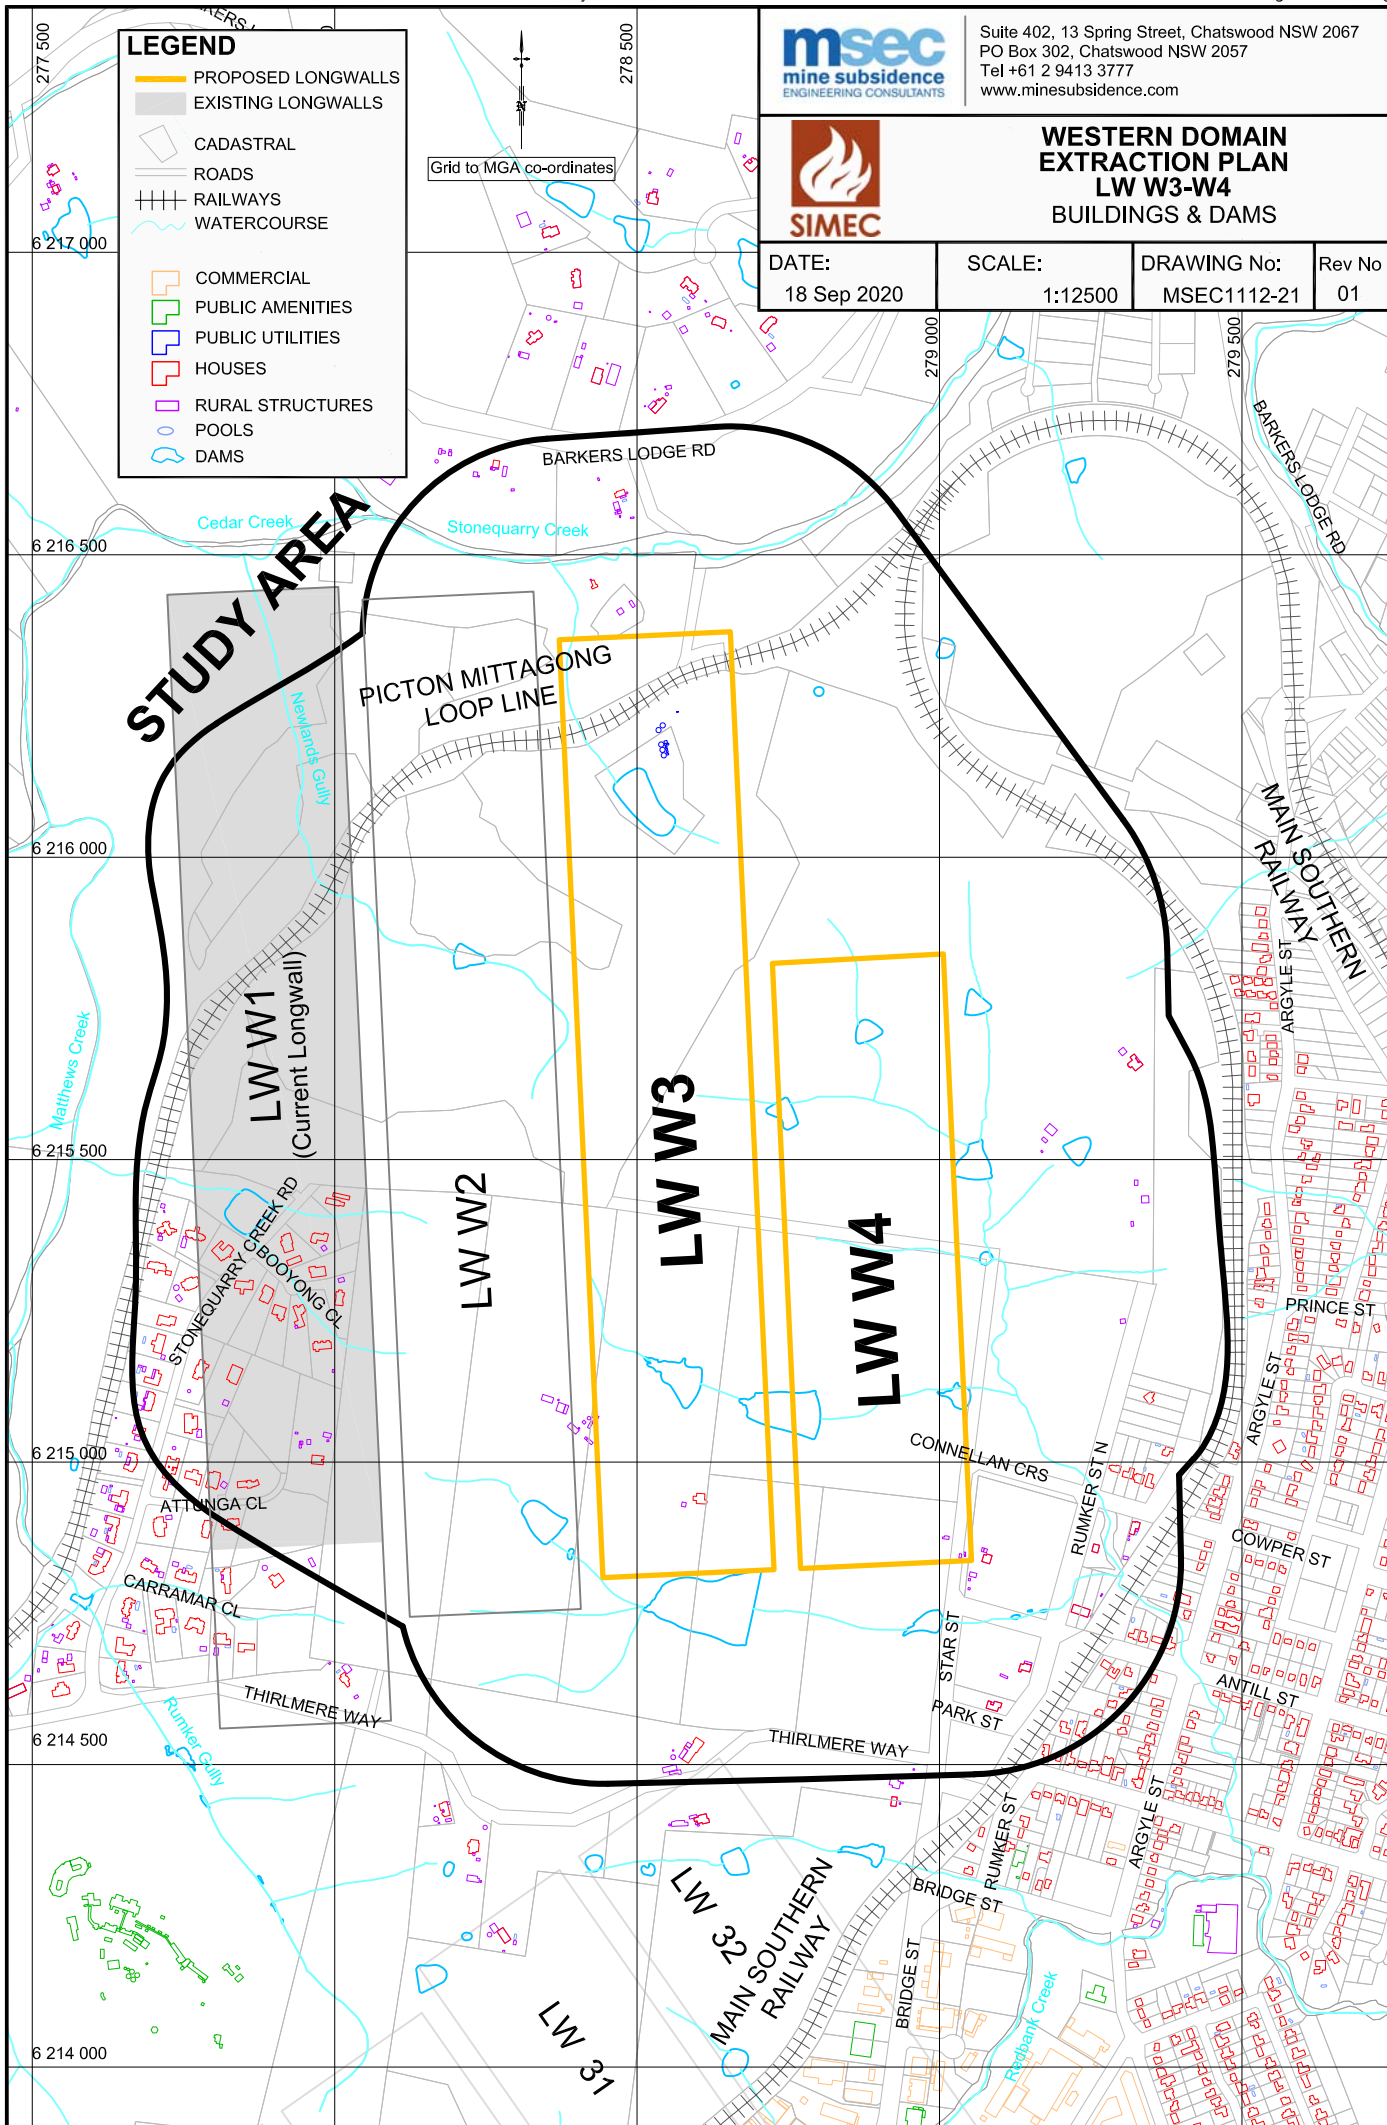 LEGEND
PROPOSED LONGWALLS
EXISTING LONGWALLS
CADASTRAL
ROADS
RAILWAYS
WATERCOURSE
COMMERCIAL
PUBLIC AMENITIES
PUBLIC UTILITIES
HOUSES
RURAL STRUCTURES
POOLS
DAMS
277 500
278 500
N
Grid to MGA co-ordinates
msec
mine subsidence
ENGINEERING CONSULTANTS
Suite 402, 13 Spring Street, Chatswood NSW 2067
PO Box 302, Chatswood NSW 2057
Tel +61 2 9413 3777
www.minesubsidence.com
SIMEC
WESTERN DOMAIN
EXTRACTION PLAN
LW W3-W4
BUILDINGS & DAMS
DATE:
18 Sep 2020
SCALE:
1:12500
DRAWING No:
MSEC1112-21
Rev No
01
6 217 000
279 000
279 500
BARKERS LODGE RD
BARKERS LODGE RD
Cedar Creek
Stonequarry Creek
6 216 500
STUDY AREA
PICTON MITTAGONG
LOOP LINE
Newlands Gully
6 216 000
MAIN SOUTHERN
RAILWAY
ARGYLE ST
LW W1
(Current Longwall)
Matthews Creek
LW W3
6 215 500
STONEQUARRY CREEK RD
BOOYONG CL
LW W2
LW W4
PRINCE ST
ARGYLE ST
6 215 000
CONNELLAN CRS
RUMKER ST N
ATTUNGA CL
COWPER ST
CARRAMAR CL
STAR ST
ANTILL ST
THIRLMERE WAY
PARK ST
THIRLMERE WAY
Rumker Gully
6 214 500
RUMKER ST
ARGYLE ST
BRIDGE ST
LW 32
MAIN SOUTHERN
RAILWAY
BRIDGE ST
LW 31
Redbank Creek
6 214 000